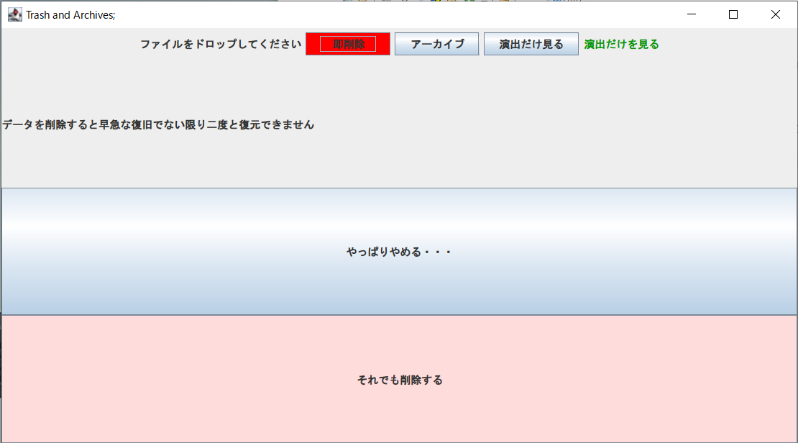 Trash and Archives;
ファイルをドロップしてください 即削除 アーカイブ 演出だけ見る 演出だけを見る
データを削除すると早急な復旧でない限り二度と復元できません
やっぱりやめる・・・
それでも削除する